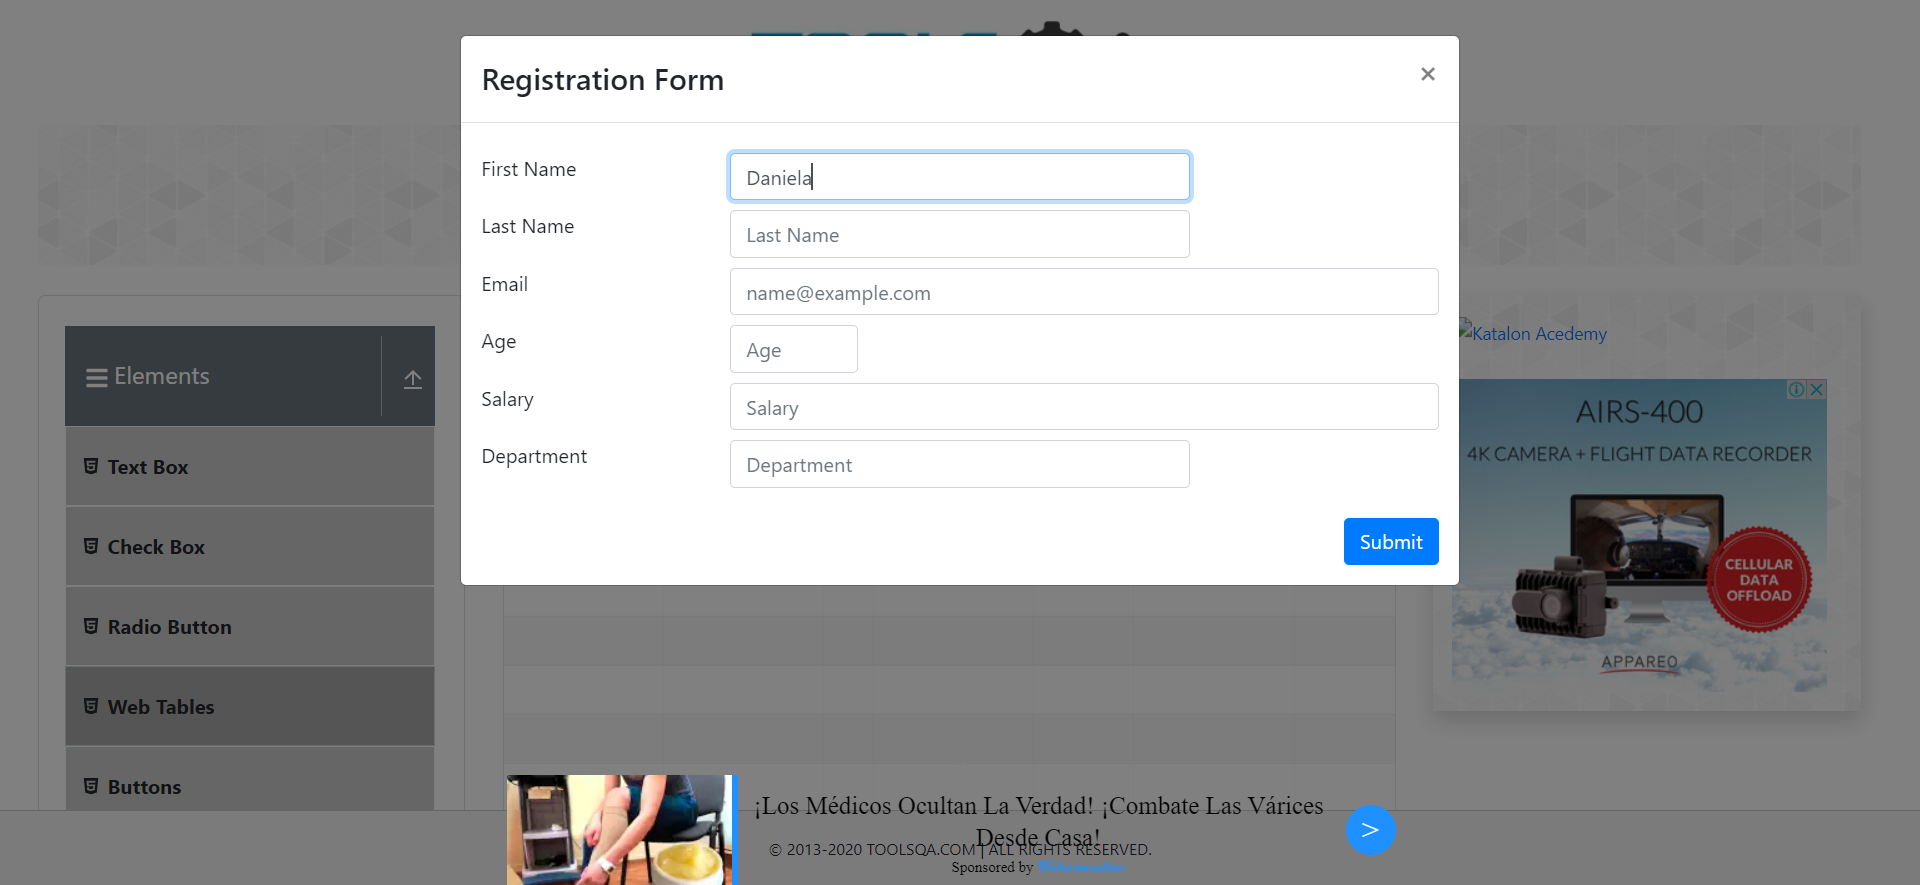 Registration Form
×
First Name
Daniela
Last Name
Last Name
Email
name@example.com
Age
Age
Salary
Salary
Department
Department
Submit
Elements
Text Box
Check Box
Radio Button
Web Tables
Buttons
Katalon Acedemy
AIRS-400
4K CAMERA + FLIGHT DATA RECORDER
CELLULAR
DATA
OFFLOAD
APPAREO
¡Los Médicos Ocultan La Verdad! ¡Combate Las Várices
Desde Casa!
>
© 2013-2020 TOOLSQA.COM | ALL RIGHTS RESERVED.
Sponsored by